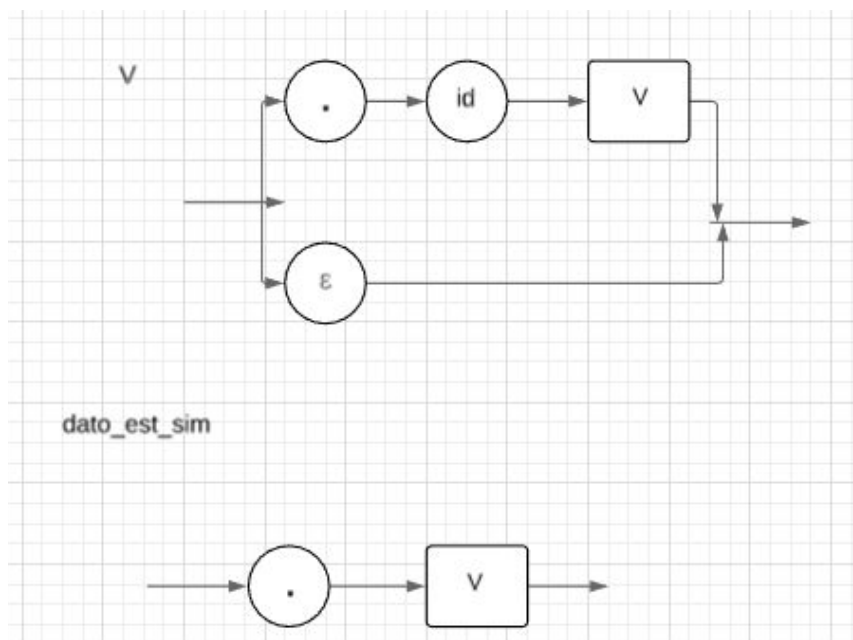 V
.
id
V
ε
dato_est_sim
.
V